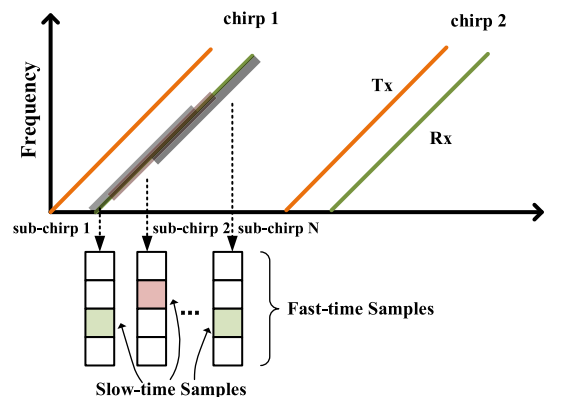 chirp 1
chirp 2
Frequency
Tx
Rx
sub-chirp 1
sub-chirp 2
sub-chirp N
...
Fast-time Samples
Slow-time Samples